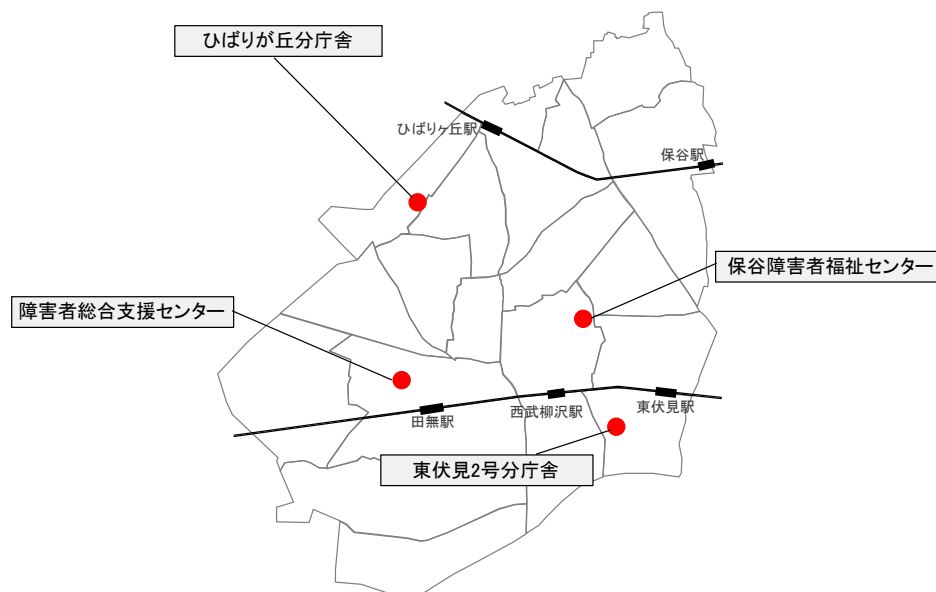 ひばりが丘分庁舎
ひばりヶ丘駅
保谷駅
保谷障害者福祉センター
障害者総合支援センター
田無駅
西武柳沢駅
東伏見駅
東伏見2号分庁舎